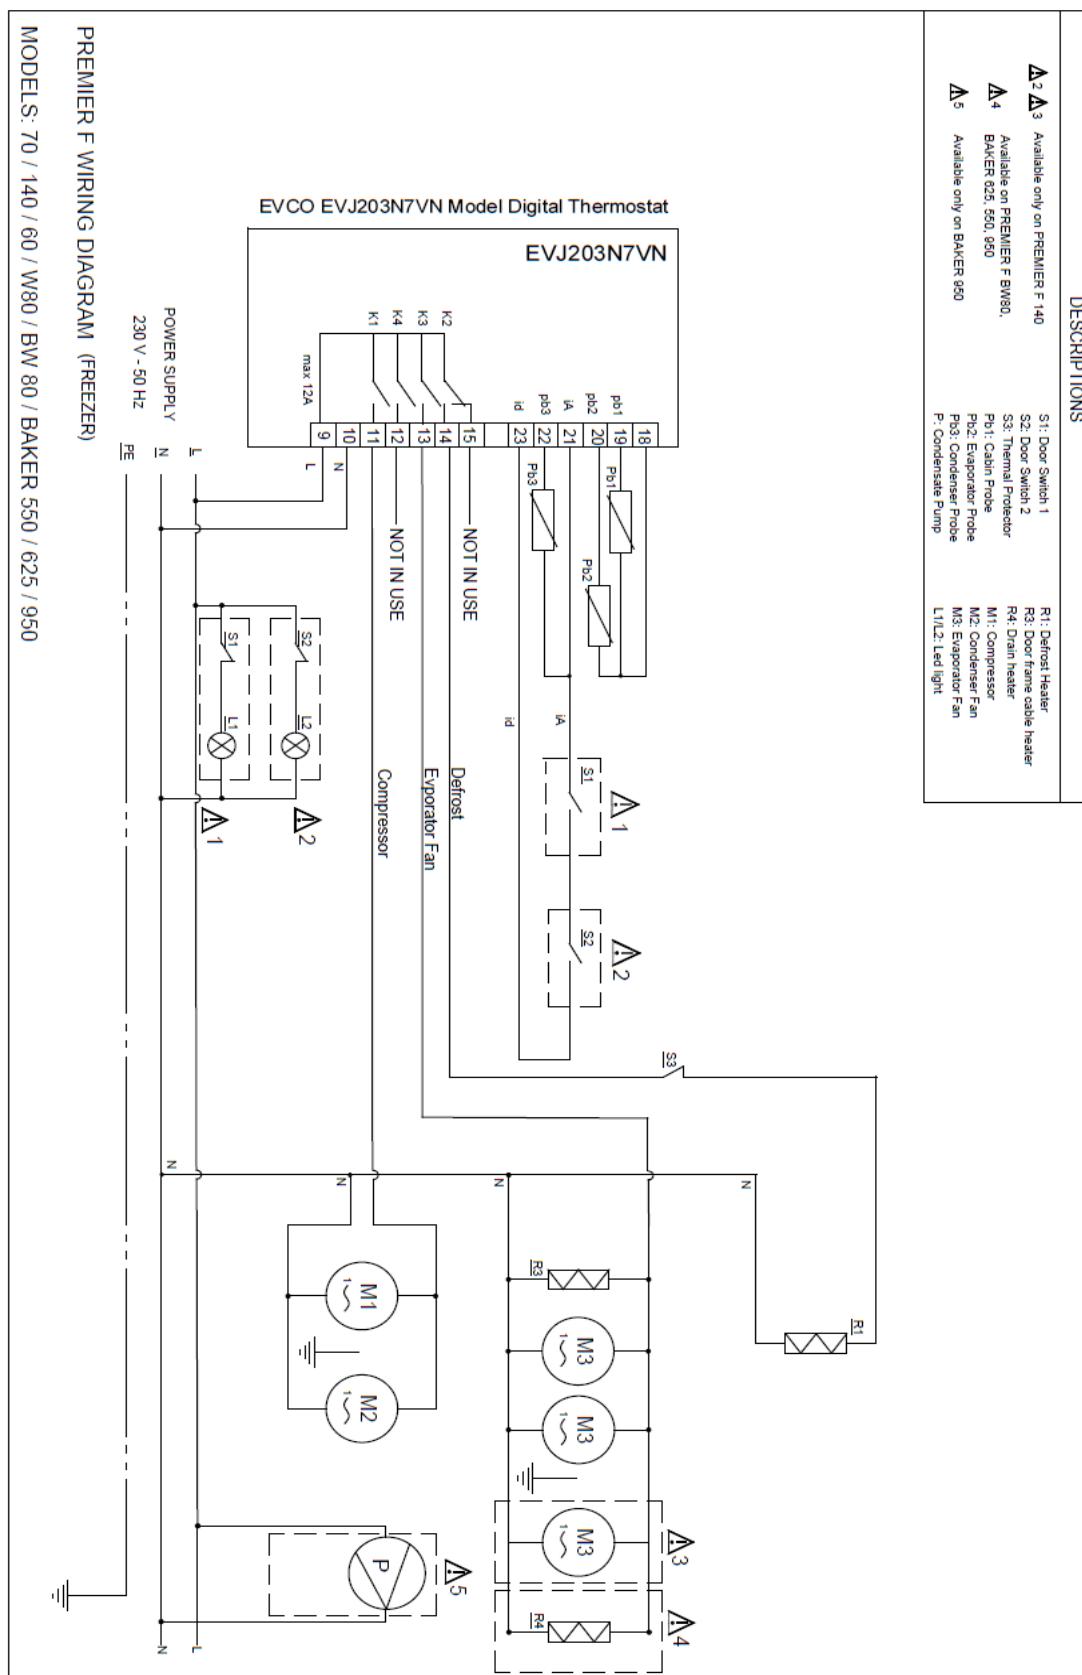 DESCRIPTIONS
2 3 Available only on PREMIER F 140
4 Available on PREMIER F BW80,
BAKER 625, 550, 950
5 Available only on BAKER 950
S1: Door Switch 1
S2: Door Switch 2
S3: Thermal Protector
Pb1: Cabin Probe
Pb2: Evaporator Probe
Pb3: Condenser Probe
P: Condensate Pump
R1: Defrost Heater
R3: Door frame cable heater
R4: Drain heater
M1: Compressor
M2: Condenser Fan
M3: Evaporator Fan
L1/L2: Led light
EVCO EVJ203N7VN Model Digital Thermostat
EVJ203N7VN
K1
K4
K3
K2
max 12A
id
pb3
iA
pb2
pb1
9
10
11
12
13
14
15
23
22
21
20
19
18
L
N
NOT IN USE
NOT IN USE
Pb3
Pb2
Pb1
iA
id
S1
1
S2
2
S3
Defrost
Evporator Fan
Compressor
S1
L1
1
S2
L2
2
N
N
N
N
R1
R3
M3
1
M3
1
M3
1
3
R4
4
M1
1
M2
1
P
5
L
N
POWER SUPPLY
230 V - 50 Hz
L
N
PE
PREMIER F WIRING DIAGRAM (FREEZER)
MODELS: 70 / 140 / 60 / W80 / BW 80 / BAKER 550 / 625 / 950